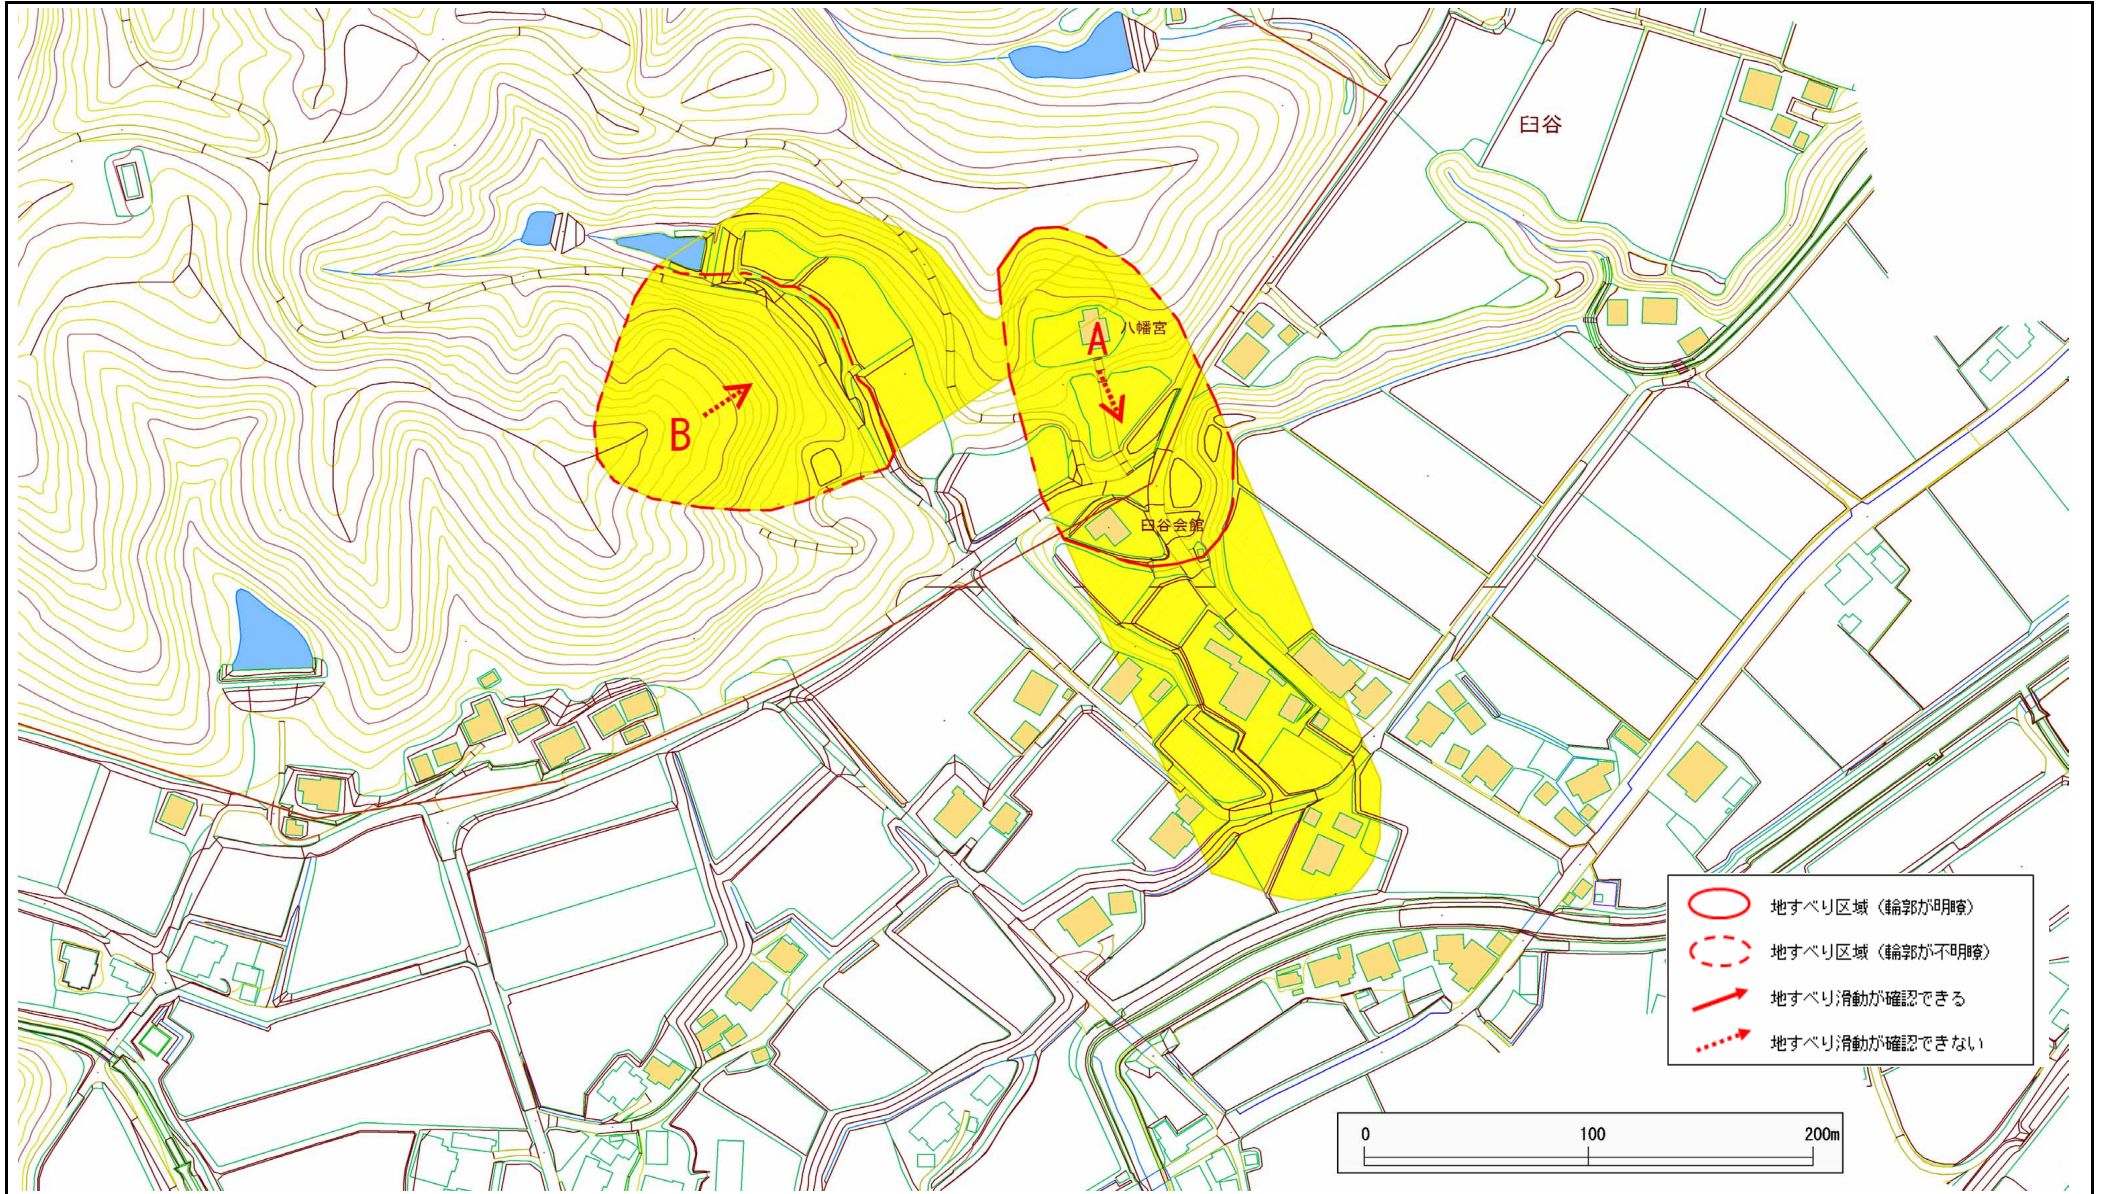 臼谷
八幡宮
A
B
臼谷会館
地すべり区域（輪郭が明瞭）
地すべり区域（輪郭が不明瞭）
地すべり滑動が確認できる
地すべり滑動が確認できない
0 100 200m